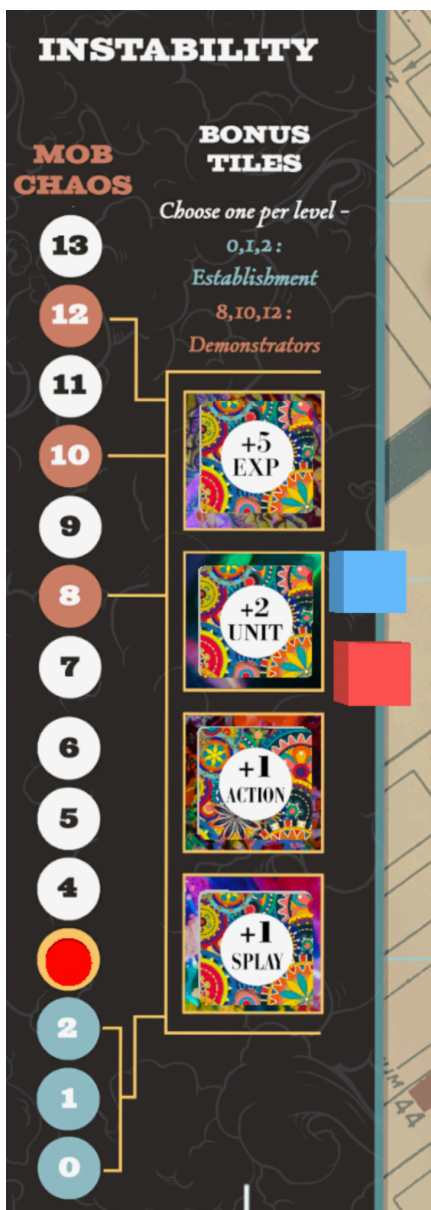 INSTABILITY
MOB
CHAOS
BONUS
TILES
Choose one per level –
0,1,2 :
Establishment
8,10,12 :
Demonstrators
13
12
11
10
9
8
7
6
5
4
2
1
0
+5
EXP
+2
UNIT
+1
ACTION
+1
SPLAY
44